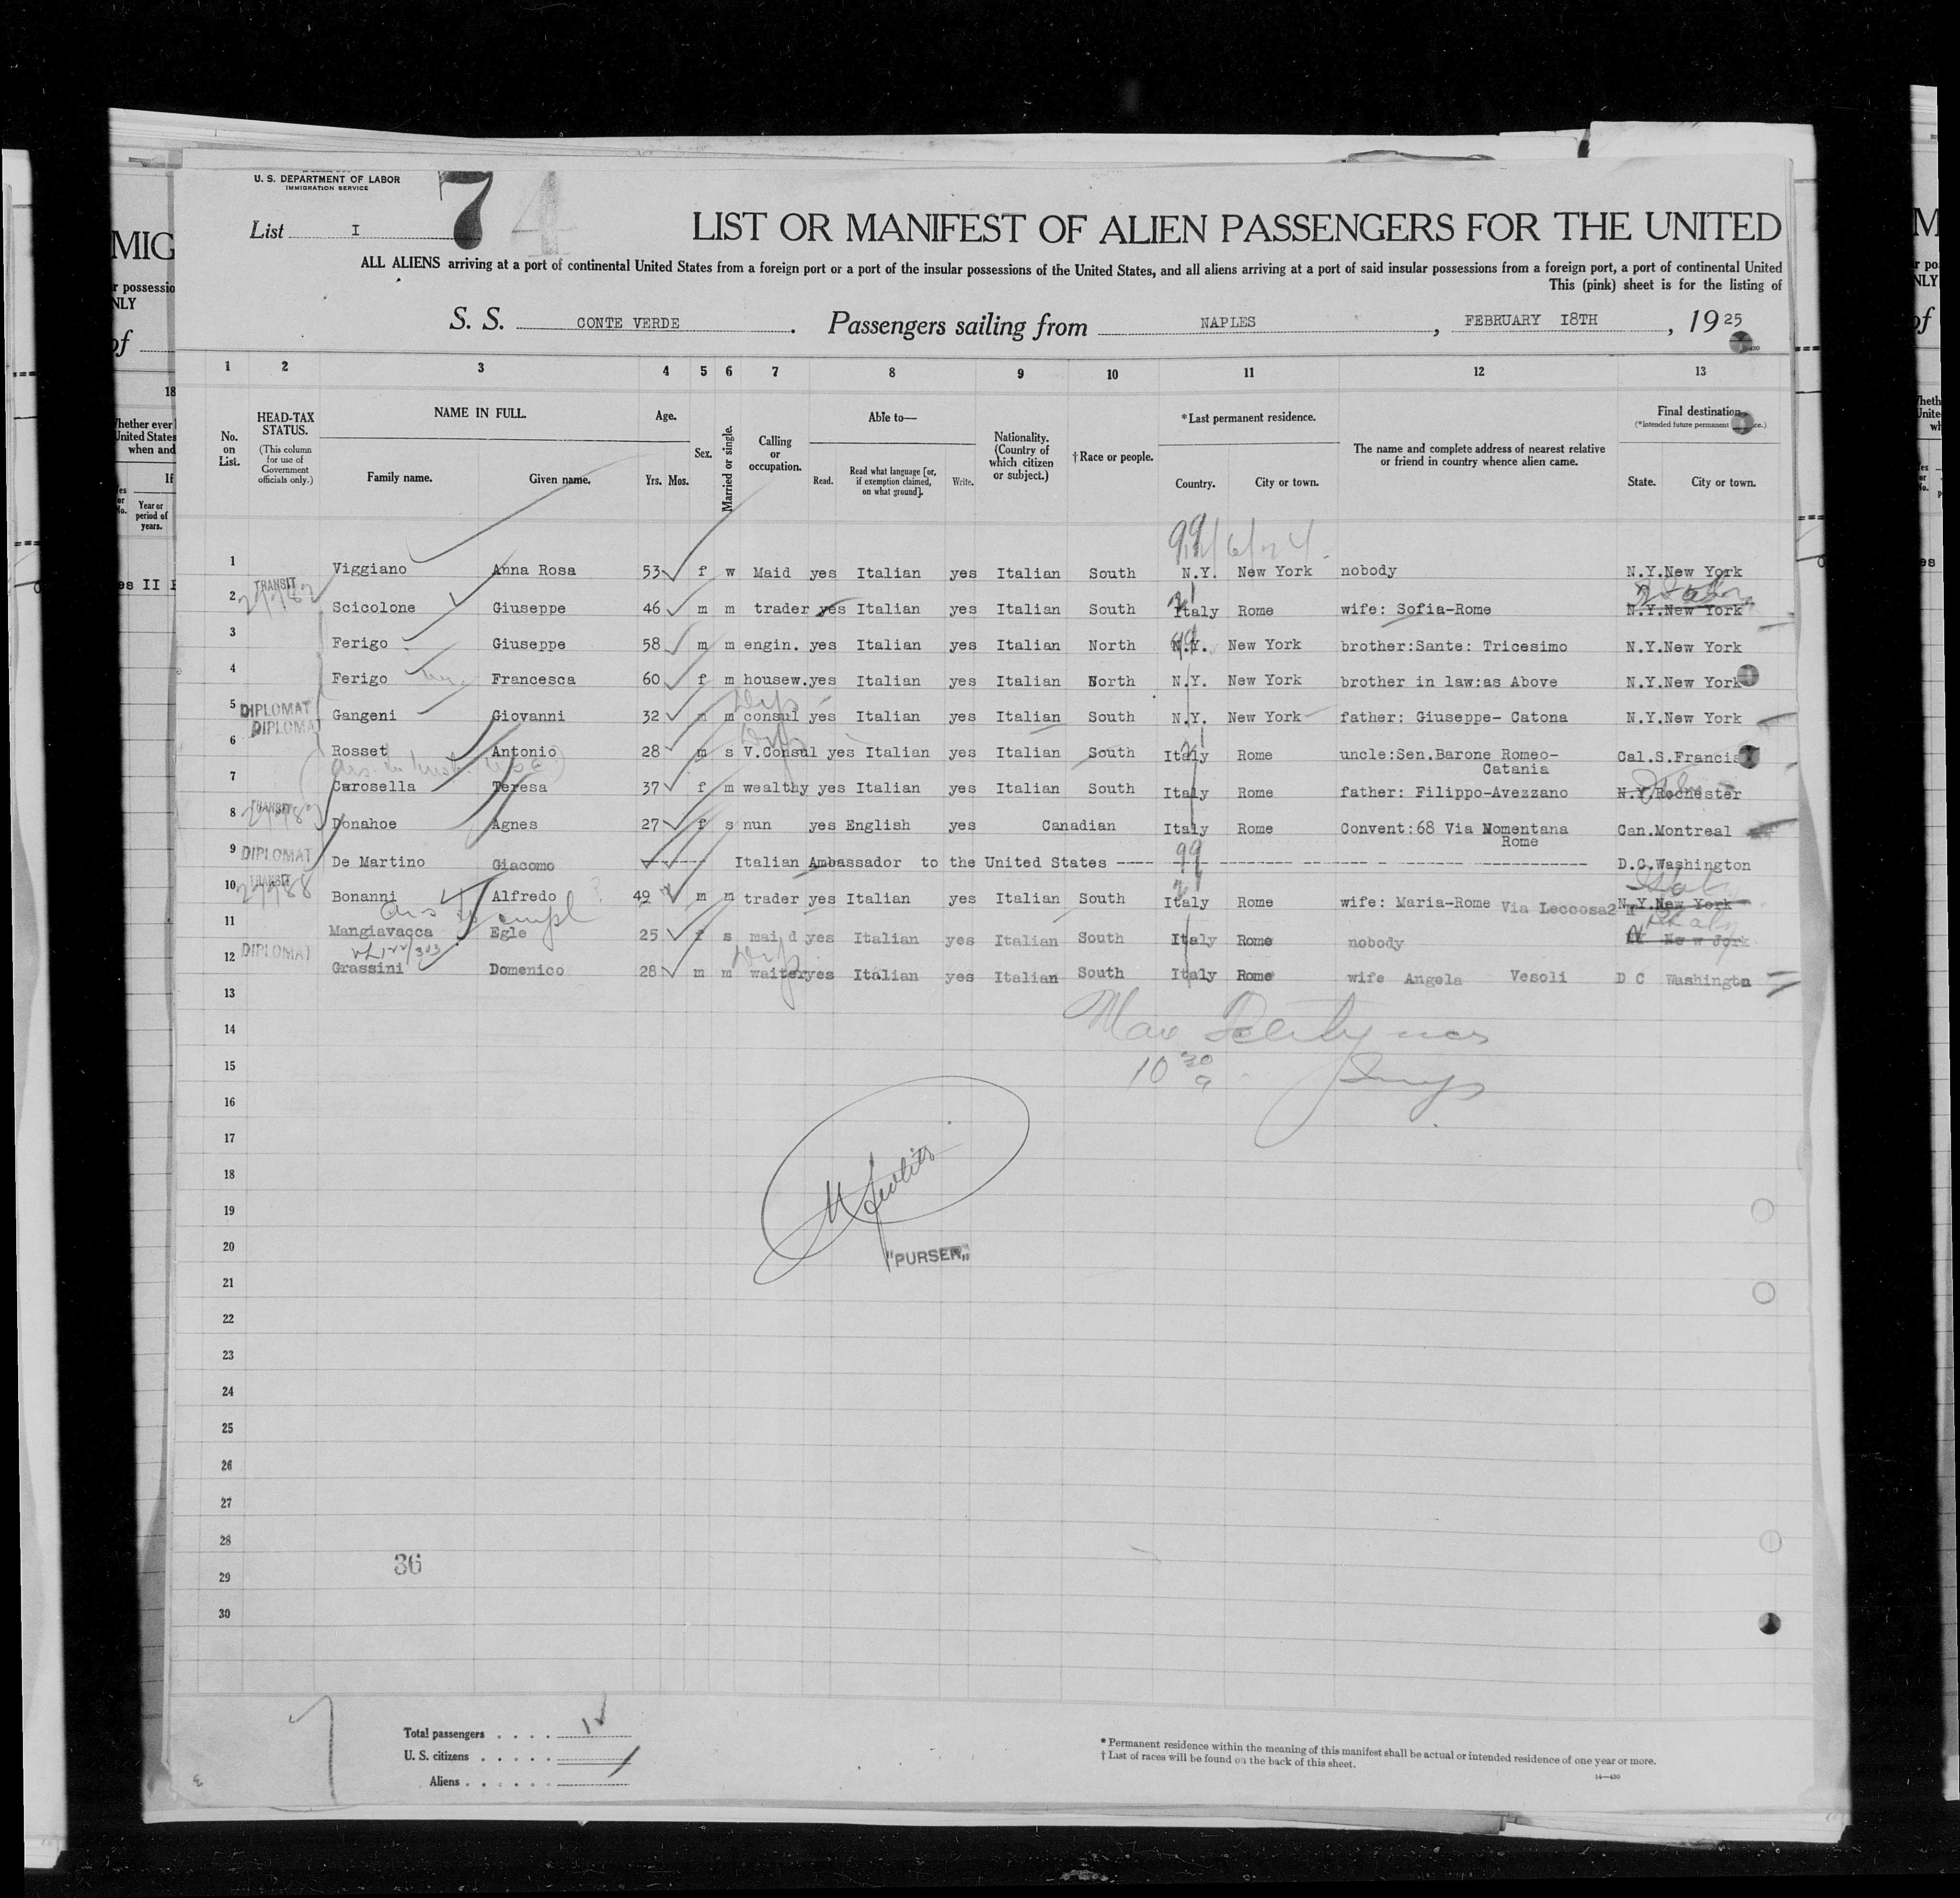 U. S. DEPARTMENT OF LABOR
IMMIGRATION SERVICE
7 4
List I
LIST OR MANIFEST OF ALIEN PASSENGERS FOR THE UNITED
ALL ALIENS arriving at a port of continental United States from a foreign port or a port of the insular possessions of the United States, and all aliens arriving at a port of said insular possessions from a foreign port, a port of continental United
This (pink) sheet is for the listing of
S. S. CONTE VERDE. Passengers sailing from NAPLES, FEBRUARY 18TH, 1925
1 2 3 4 5 6 7 8 9 10 11 12 13
No. on List.
HEAD-TAX STATUS.
(This column for use of Government officials only.)
NAME IN FULL.
Family name. Given name.
Age.
Yrs. Mos.
Sex.
Married or single.
Calling or occupation.
Able to—
Read. Read what language [or, if exemption claimed, on what ground]. Write.
Nationality. (Country of which citizen or subject.)
†Race or people.
*Last permanent residence.
Country. City or town.
The name and complete address of nearest relative or friend in country whence alien came.
Final destination
(*Intended future permanent
State. City or town.
99
1 Viggiano Anna Rosa 53 f w Maid yes Italian yes Italian South N.Y. New York nobody N.Y.New York
2 TRANSIT Scicolone Giuseppe 46 m m trader yes Italian yes Italian South Italy Rome wife: Sofia-Rome N.Y.New York
3 Ferigo Giuseppe 58 m m engin. yes Italian yes Italian North N.Y. New York brother:Sante: Tricesimo N.Y.New York
4 Ferigo Francesca 60 f m housew.yes Italian yes Italian North N.Y. New York brother in law:as Above N.Y.New York
5 DIPLOMAT Gangeni Giovanni 32 m m consul yes Italian yes Italian South N.Y. New York father: Giuseppe- Catona N.Y.New York
DIPLOMAT
6 Rosset Antonio 28 m s V.Consul yes Italian yes Italian South Italy Rome uncle:Sen.Barone Romeo-Catania Cal.S.Francis
7 Carosella Teresa 37 f m wealthy yes Italian yes Italian South Italy Rome father: Filippo-Avezzano N.Y.Rochester
8 TRANSIT Donahoe Agnes 27 f s nun yes English yes Canadian Italy Rome Convent:68 Via Nomentana Rome Can.Montreal
9 DIPLOMAT De Martino Giacomo Italian Ambassador to the United States D.C.Washington
10 TRANSIT Bonanni Alfredo 49 m m trader yes Italian yes Italian South Italy Rome wife: Maria-Rome Via Leccosa2 N.Y.New York
11 Mangiavacca Egle 25 f s maid yes Italian yes Italian South Italy Rome nobody New York
12 DIPLOMAT Grassini Domenico 28 m m waiter yes Italian yes Italian South Italy Rome wife Angela Vesoli D C Washington
13
14
15
10 30 a
16
17
18
19
20
"PURSER"
21
22
23
24
25
26
27
28
36
29
30
Total passengers . . . .
U. S. citizens . . . . .
Aliens . . . . . .
* Permanent residence within the meaning of this manifest shall be actual or intended residence of one year or more.
† List of races will be found on the back of this sheet.
14—430